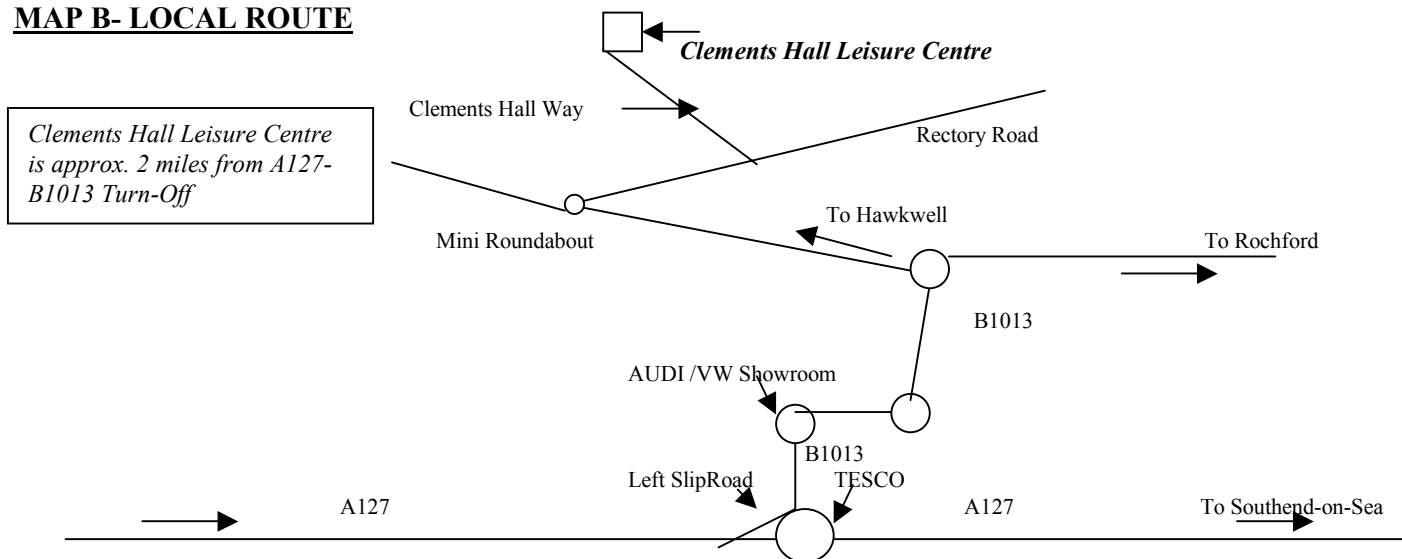 MAP B- LOCAL ROUTE
Clements Hall Leisure Centre
Clements Hall Way
Rectory Road
Clements Hall Leisure Centre
is approx. 2 miles from A127-
B1013 Turn-Off
To Hawkwell
Mini Roundabout
To Rochford
B1013
AUDI /VW Showroom
B1013
Left SlipRoad
TESCO
A127
A127
To Southend-on-Sea